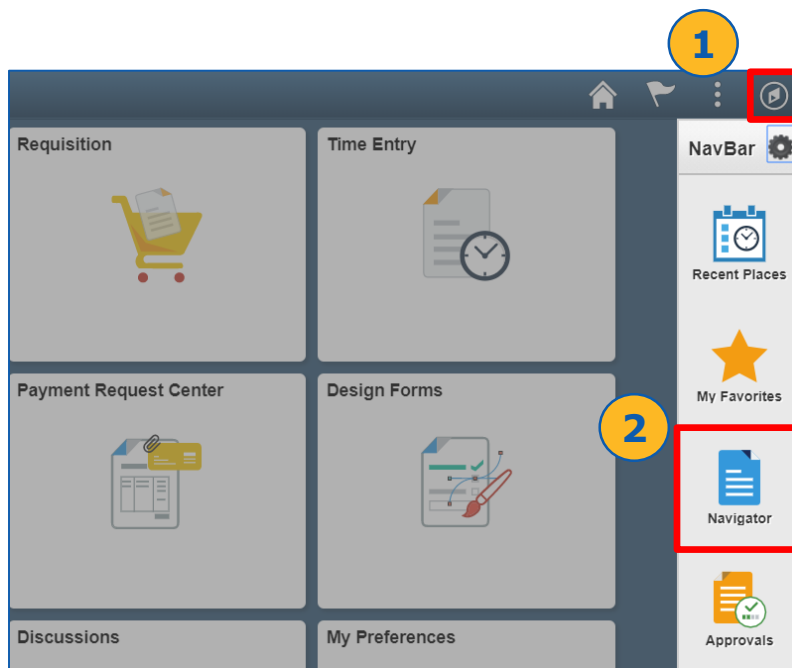 1
Requisition
Time Entry
NavBar
Recent Places
Payment Request Center
Design Forms
My Favorites
2
Navigator
Discussions
My Preferences
Approvals